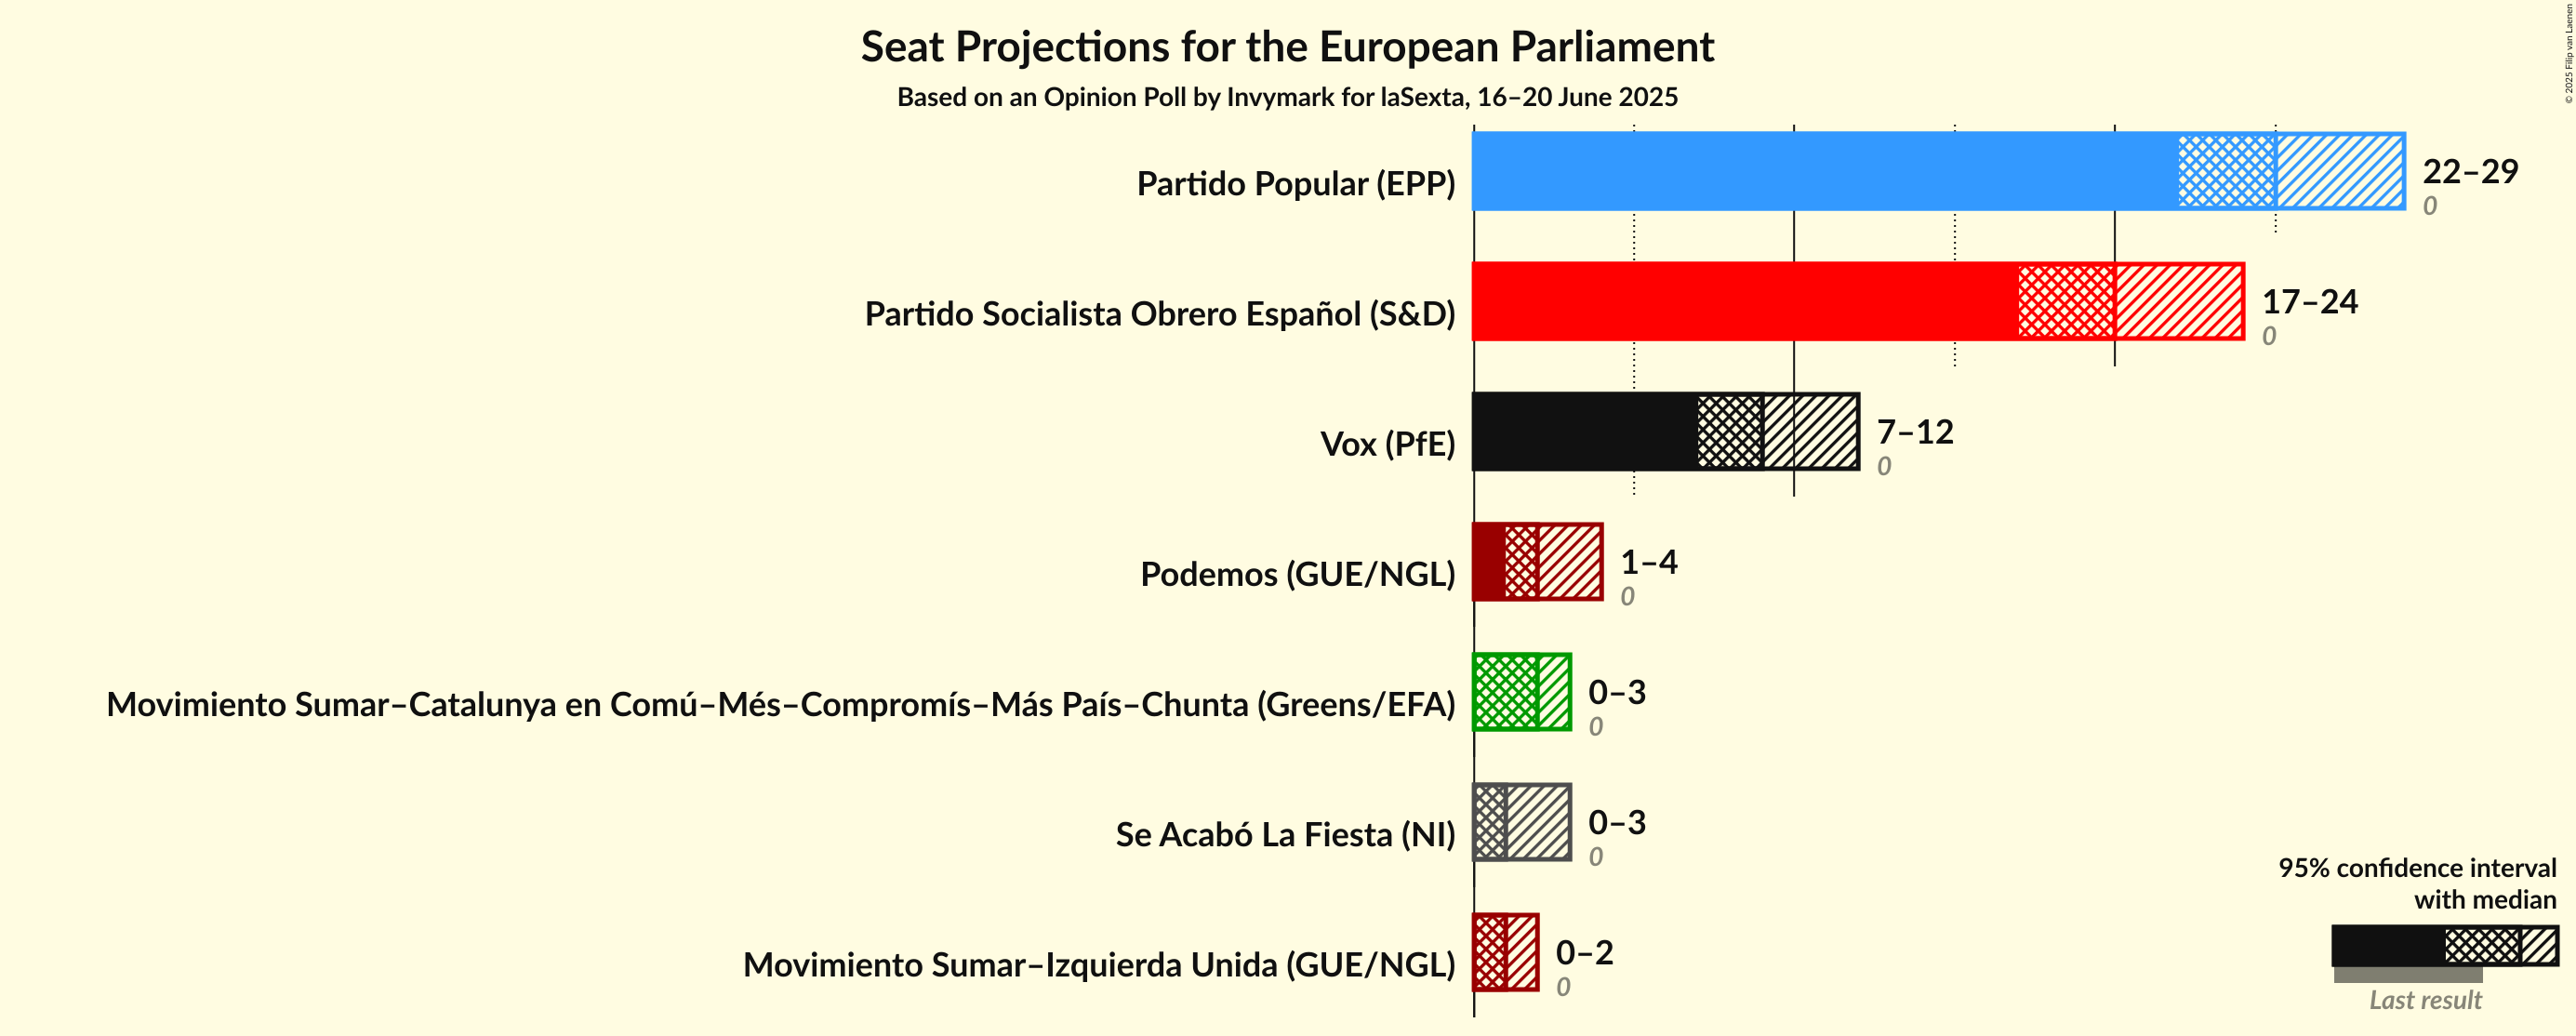 Seat Projections for the European Parliament
Based on an Opinion Poll by Invymark for laSexta, 16–20 June 2025
© 2025 Filip van Laenen
Partido Popular (EPP)
22–29
0
Partido Socialista Obrero Español (S&D)
17–24
0
Vox (PfE)
7–12
0
Podemos (GUE/NGL)
1–4
0
Movimiento Sumar–Catalunya en Comú–Més–Compromís–Más País–Chunta (Greens/EFA)
0–3
0
Se Acabó La Fiesta (NI)
0–3
0
Movimiento Sumar–Izquierda Unida (GUE/NGL)
0–2
0
95% confidence interval
with median
Last result